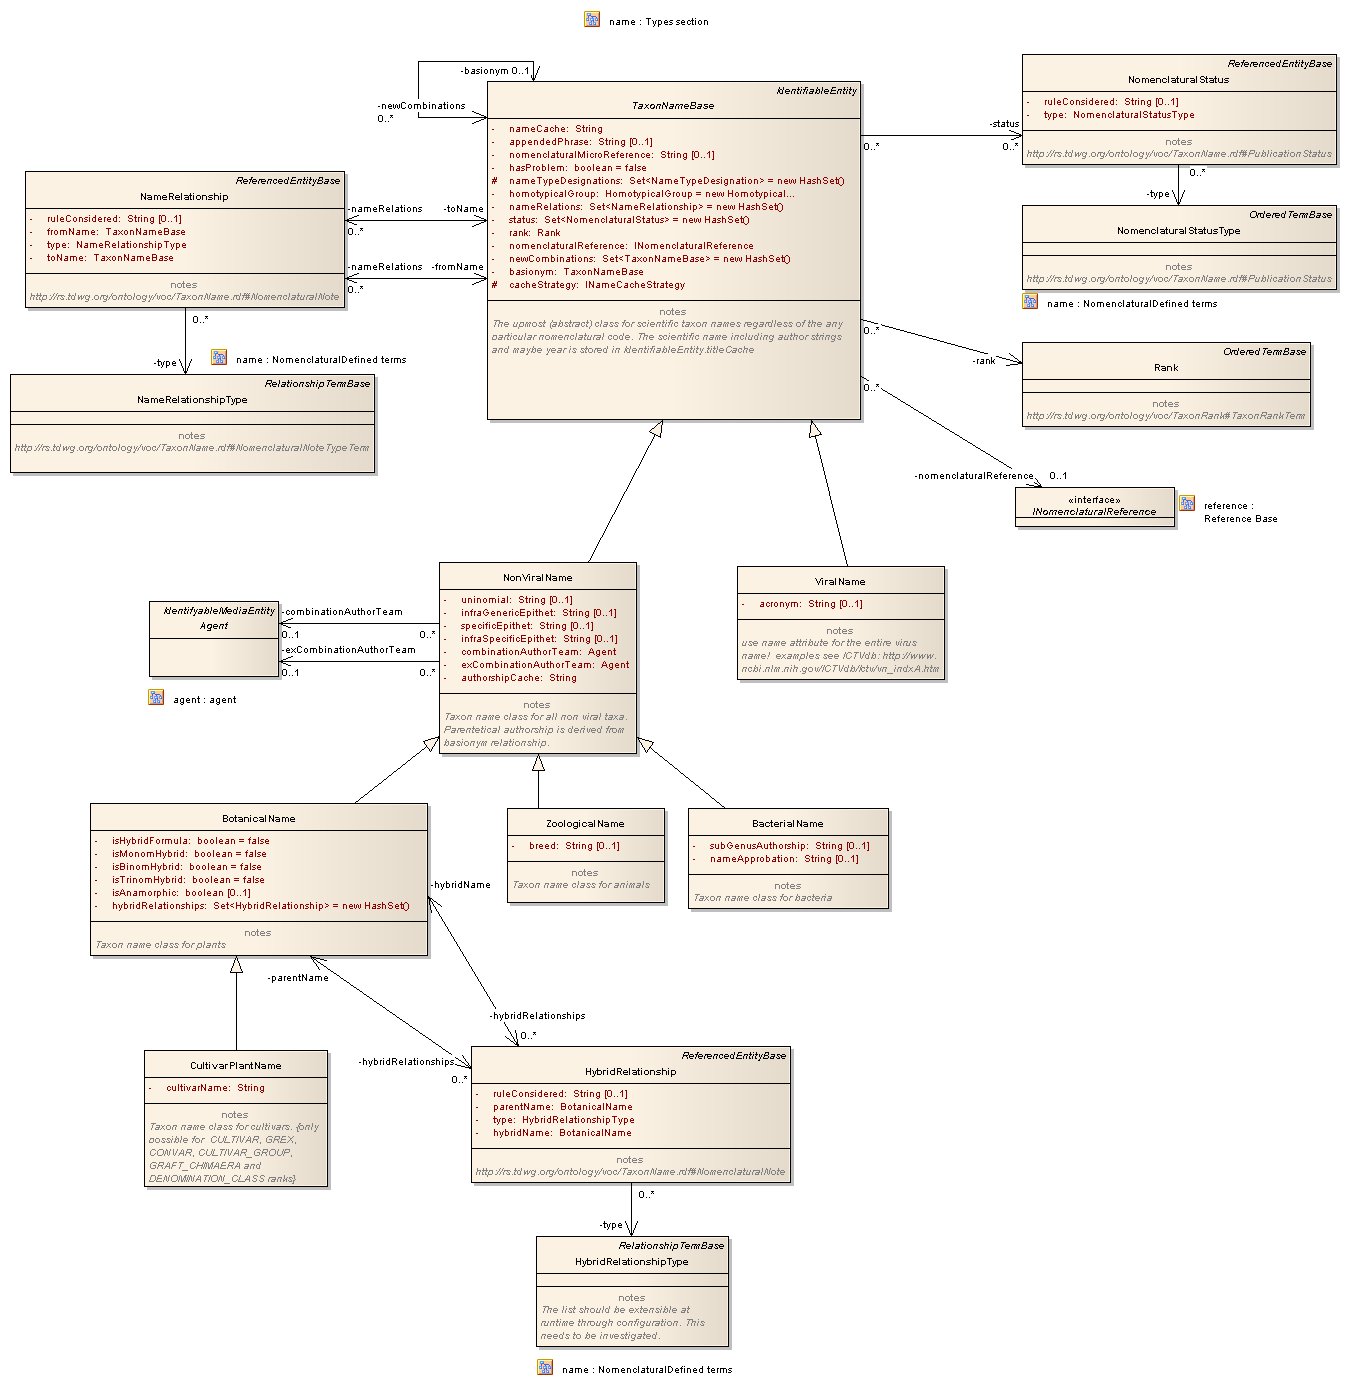 name : Types section
-basionym 0..1
-newCombinations
0..*
IdentifiableEntity
TaxonNameBase
- nameCache: String
- appendedPhrase: String [0..1]
- nomenclaturalMicroReference: String [0..1]
- hasProblem: boolean = false
# nameTypeDesignations: Set<NameTypeDesignation> = new HashSet()
- homotypicalGroup: HomotypicalGroup = new Homotypical...
- nameRelations: Set<NameRelationship> = new HashSet()
- status: Set<NomenclaturalStatus> = new HashSet()
- rank: Rank
- nomenclaturalReference: INomenclaturalReference
- newCombinations: Set<TaxonNameBase> = new HashSet()
- basionym: TaxonNameBase
# cacheStrategy: INameCacheStrategy
notes
The upmost (abstract) class for scientific taxon names regardless of the any
particular nomenclatural code. The scientific name including author strings
and maybe year is stored in IdentifiableEntity.titleCache
-status
0..*
0..*
ReferencedEntityBase
NomenclaturalStatus
- ruleConsidered: String [0..1]
- type: NomenclaturalStatusType
notes
http://rs.tdwg.org/ontology/voc/TaxonName.rdf#PublicationStatus
0..*
-type
OrderedTermBase
NomenclaturalStatusType
notes
http://rs.tdwg.org/ontology/voc/TaxonName.rdf#PublicationStatus
name : NomenclaturalDefined terms
ReferencedEntityBase
NameRelationship
- ruleConsidered: String [0..1]
- fromName: TaxonNameBase
- type: NameRelationshipType
- toName: TaxonNameBase
notes
http://rs.tdwg.org/ontology/voc/TaxonName.rdf#NomenclaturalNote
-nameRelations
-toName
0..*
-nameRelations
-fromName
0..*
0..*
-type
name : NomenclaturalDefined terms
RelationshipTermBase
NameRelationshipType
notes
http://rs.tdwg.org/ontology/voc/TaxonName.rdf#NomenclaturalNoteTypeTerm
0..*
-rank
OrderedTermBase
Rank
notes
http://rs.tdwg.org/ontology/voc/TaxonRank#TaxonRankTerm
0..*
-nomenclaturalReference
0..1
«interface»
INomenclaturalReference
reference :
Reference Base
NonViralName
- uninomial: String [0..1]
- infraGenericEpithet: String [0..1]
- specificEpithet: String [0..1]
- infraSpecificEpithet: String [0..1]
- combinationAuthorTeam: Agent
- exCombinationAuthorTeam: Agent
- authorshipCache: String
notes
Taxon name class for all non viral taxa.
Parentetical authorship is derived from
basionym relationship.
ViralName
- acronym: String [0..1]
notes
use name attribute for the entire virus
name! examples see ICTVdb: http://www.
ncbi.nlm.nih.gov/ICTVdb/Ictv/vn_indxA.htm
IdentifyableMediaEntity
Agent
-combinationAuthorTeam
0..1
0..*
-exCombinationAuthorTeam
0..1
0..*
agent : agent
BotanicalName
- isHybridFormula: boolean = false
- isMonomHybrid: boolean = false
- isBinomHybrid: boolean = false
- isTrinomHybrid: boolean = false
- isAnamorphic: boolean [0..1]
- hybridRelationships: Set<HybridRelationship> = new HashSet()
notes
Taxon name class for plants
ZoologicalName
- breed: String [0..1]
notes
Taxon name class for animals
BacterialName
- subGenusAuthorship: String [0..1]
- nameApprobation: String [0..1]
notes
Taxon name class for bacteria
-hybridName
-parentName
-hybridRelationships
0..*
-hybridRelationships
0..*
CultivarPlantName
- cultivarName: String
notes
Taxon name class for cultivars. {only
possible for CULTIVAR, GREX,
CONVAR, CULTIVAR_GROUP,
GRAFT_CHIMAERA and
DENOMINATION_CLASS ranks}
ReferencedEntityBase
HybridRelationship
- ruleConsidered: String [0..1]
- parentName: BotanicalName
- type: HybridRelationshipType
- hybridName: BotanicalName
notes
http://rs.tdwg.org/ontology/voc/TaxonName.rdf#NomenclaturalNote
0..*
-type
RelationshipTermBase
HybridRelationshipType
notes
The list should be extensible at
runtime through configuration. This
needs to be investigated.
name : NomenclaturalDefined terms